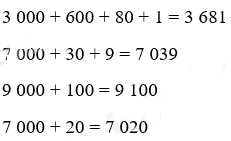 3 000 + 600 + 80 + 1 = 3 681
7 000 + 30 + 9 = 7 039
9 000 + 100 = 9 100
7 000 + 20 = 7 020